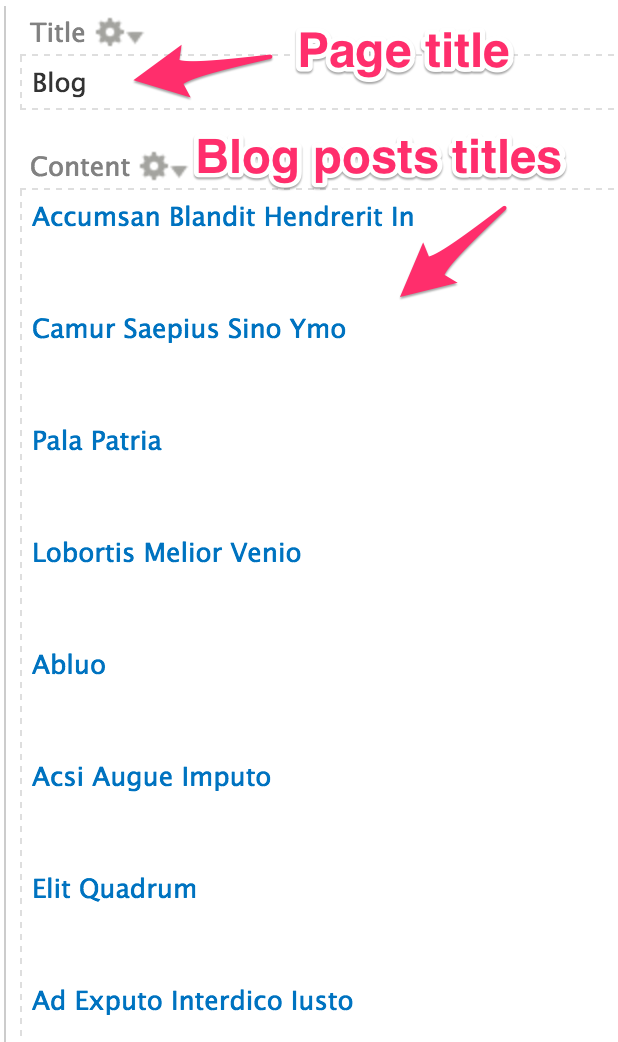 Title
Page title
Blog
Content
Blog posts titles
Accumsan Blandit Hendrerit In
Camur Saepius Sino Ymo
Pala Patria
Lobortis Melior Venio
Abluo
Acsi Augue Imputo
Elit Quadrum
Ad Exputo Interdico Iusto